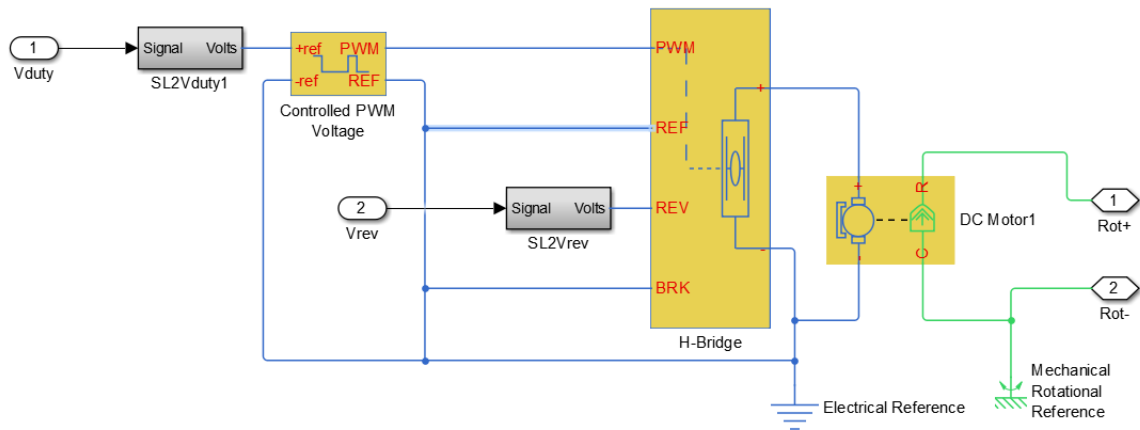 1
Vduty
Signal Volts
SL2Vduty1
+ref PWM
-ref REF
Controlled PWM
Voltage
2
Vrev
Signal Volts
SL2Vrev
PWM
REF
REV
BRK
+
-
H-Bridge
+
-
R
C
DC Motor1
1
Rot+
2
Rot-
Electrical Reference
Mechanical
Rotational
Reference